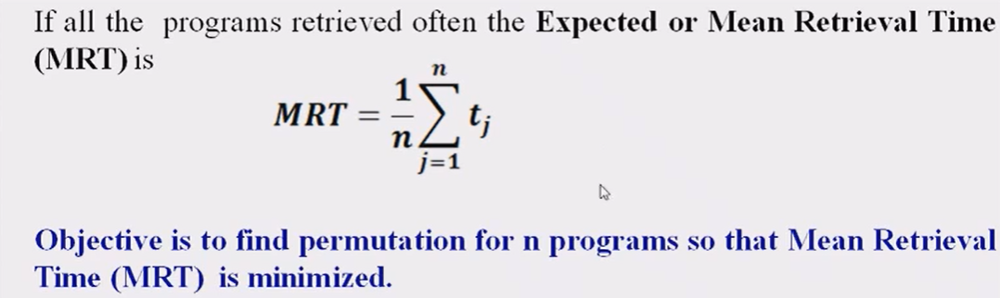 If all the programs retrieved often the Expected or Mean Retrieval Time
(MRT) is
MRT = \frac{1}{n} \sum_{j=1}^{n} t_j
Objective is to find permutation for n programs so that Mean Retrieval
Time (MRT) is minimized.